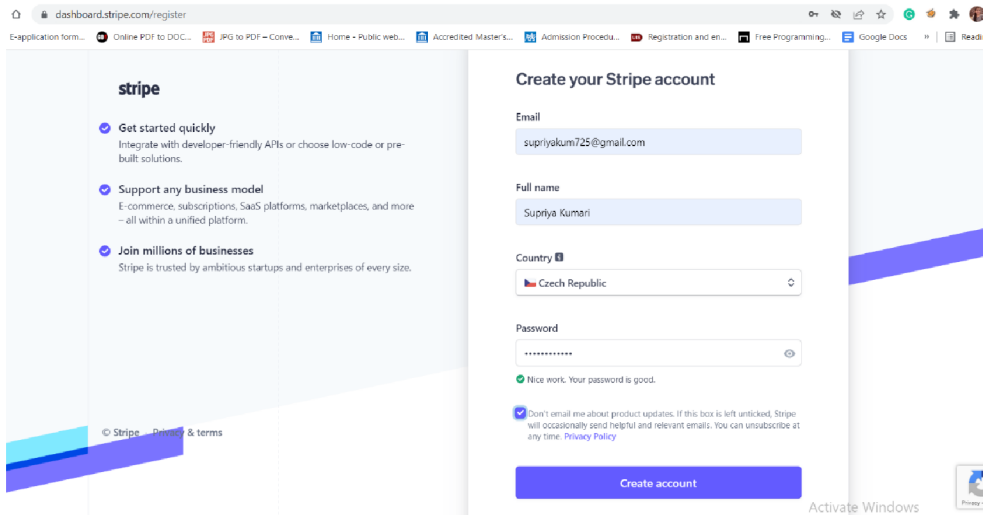 dashboard.stripe.com/register
E-application form... Online PDF to DOC... JPG to PDF – Conve... Home - Public web... Accredited Master's... Admission Procedu... Registration and en... Free Programming... Google Docs » Readi
stripe
Get started quickly
Integrate with developer-friendly APIs or choose low-code or pre-
built solutions.
Support any business model
E-commerce, subscriptions, SaaS platforms, marketplaces, and more
– all within a unified platform.
Join millions of businesses
Stripe is trusted by ambitious startups and enterprises of every size.
© Stripe Privacy & terms
Create your Stripe account
Email
supriyakum725@gmail.com
Full name
Supriya Kumari
Country
Czech Republic
Password
••••••••••••
Nice work. Your password is good.
Don't email me about product updates. If this box is left unticked, Stripe
will occasionally send helpful and relevant emails. You can unsubscribe at
any time. Privacy Policy
Create account
Activate Windows